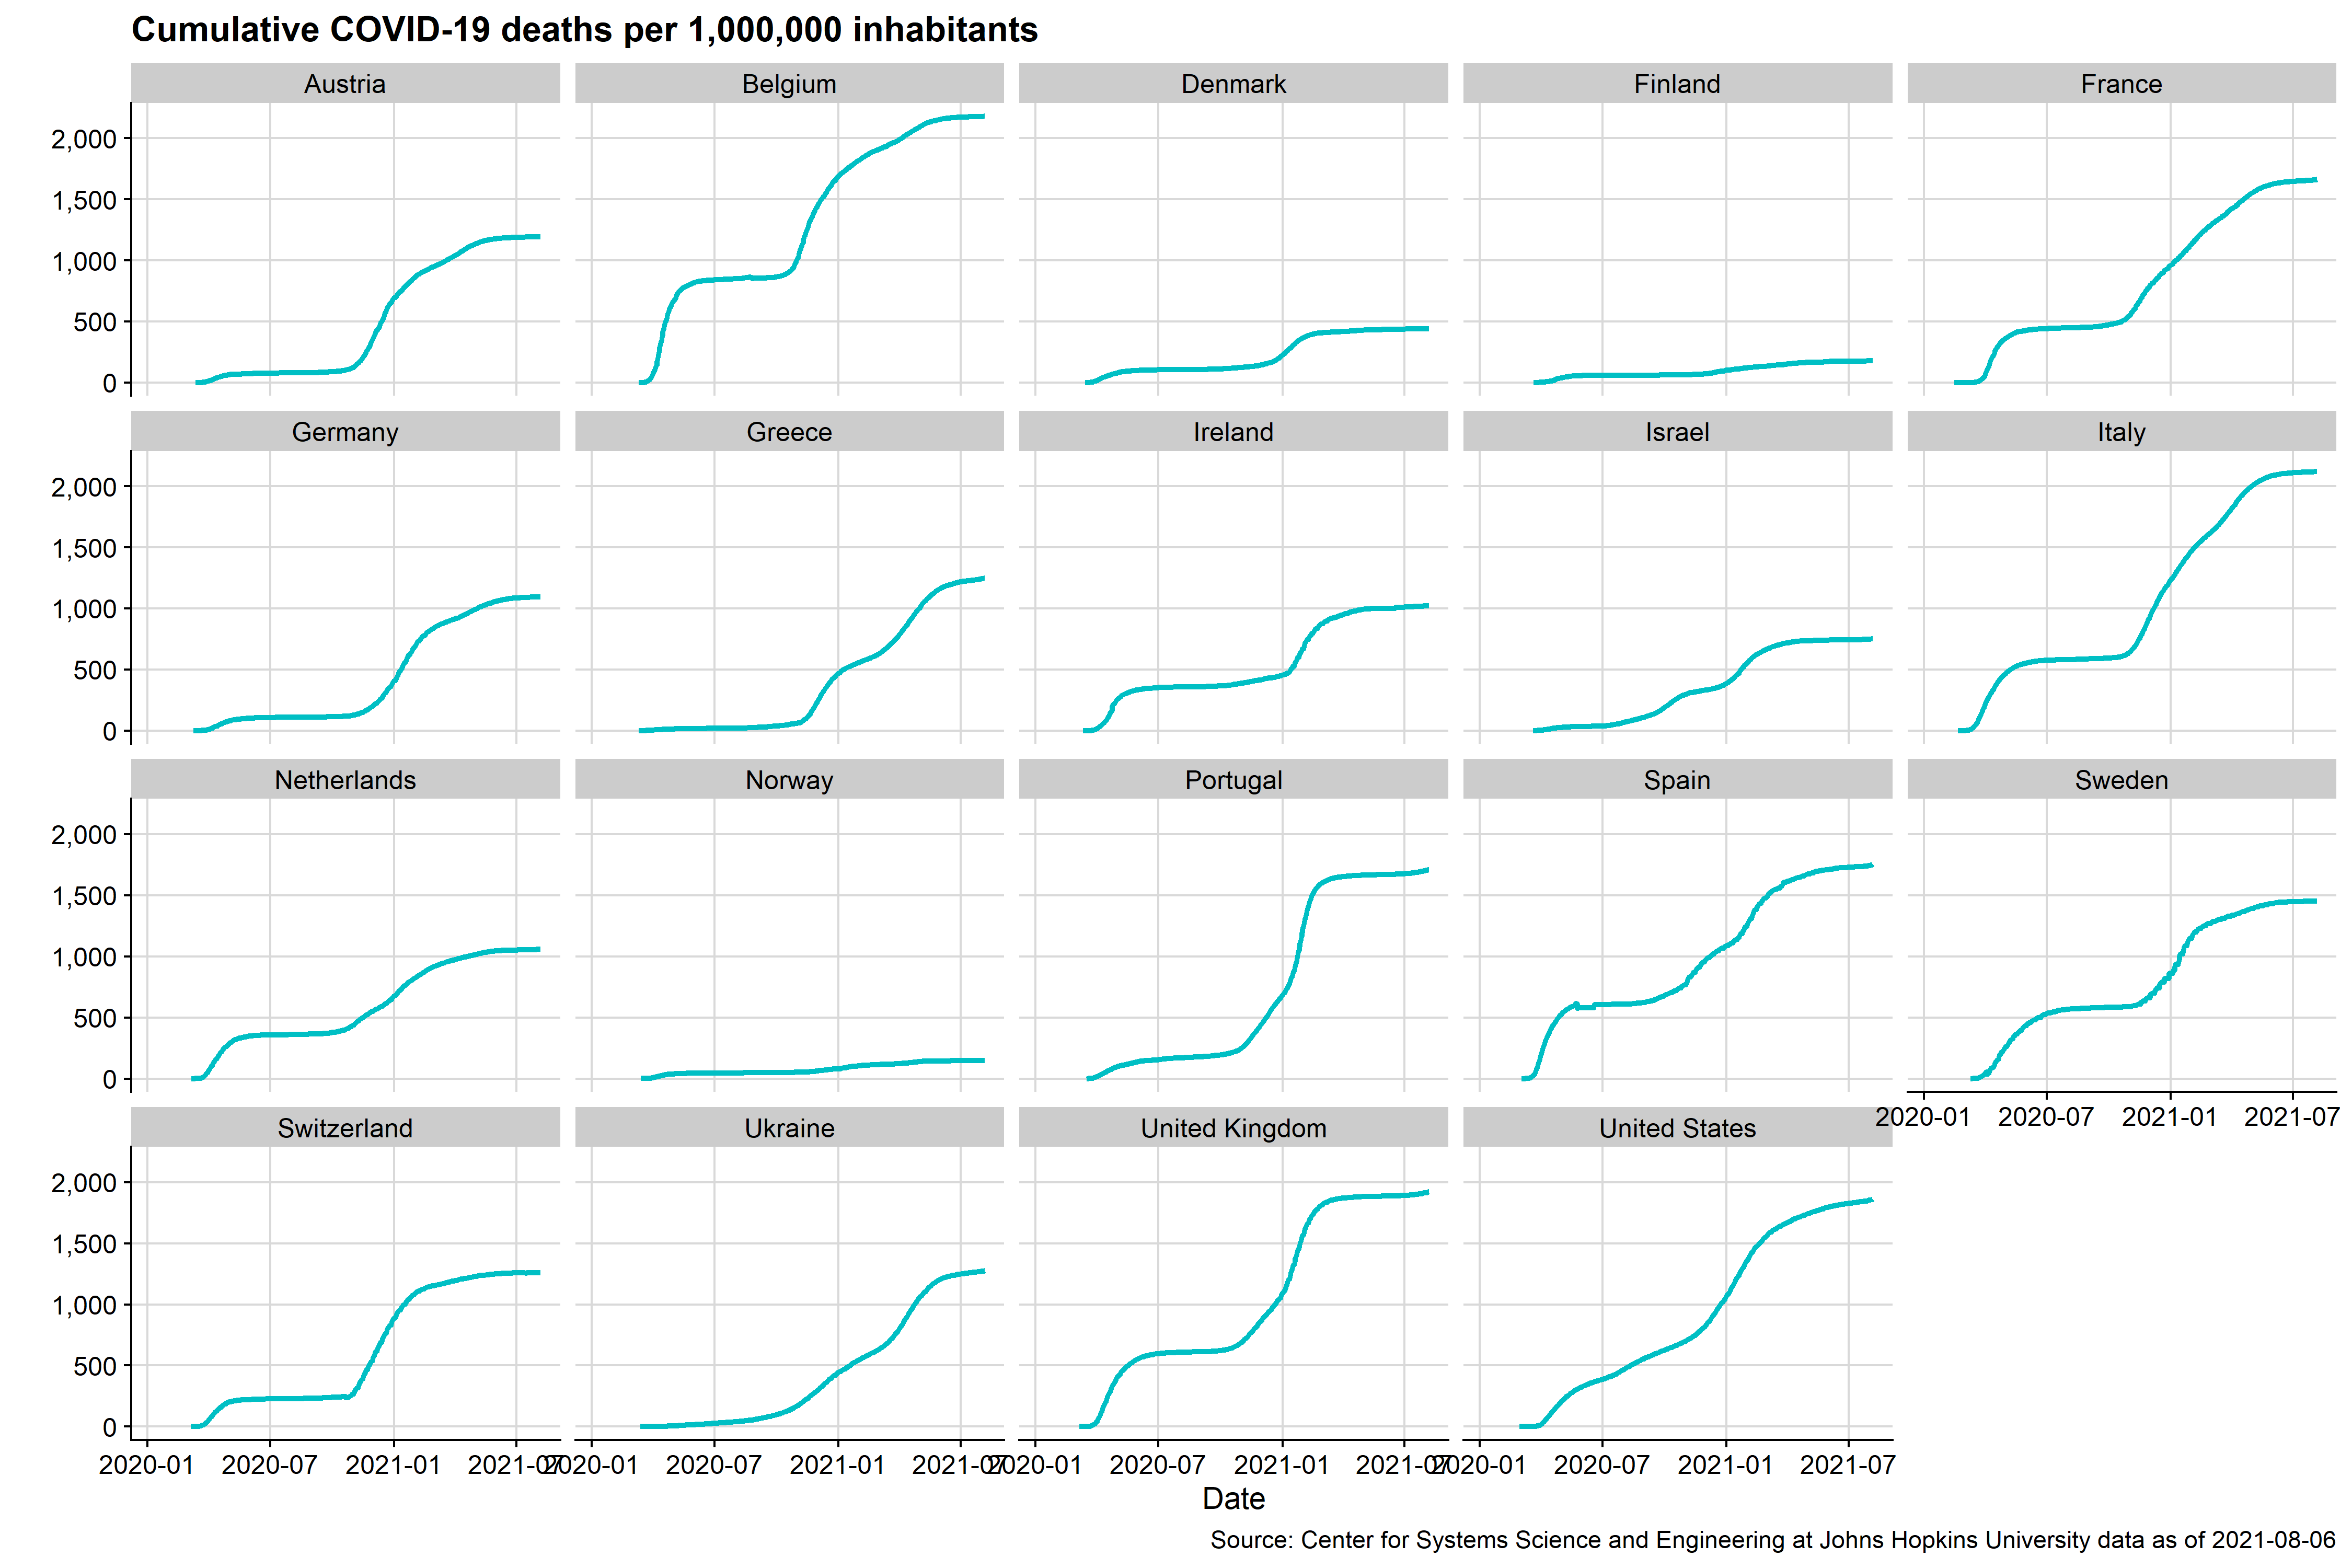 Cumulative COVID-19 deaths per 1,000,000 inhabitants
Austria Belgium Denmark Finland France
2,000
1,500
1,000
500
0
Germany Greece Ireland Israel Italy
2,000
1,500
1,000
500
0
Netherlands Norway Portugal Spain Sweden
2,000
1,500
1,000
500
0
2020-01 2020-07 2021-01 2021-07
Switzerland Ukraine United Kingdom United States
2,000
1,500
1,000
500
0
2020-01 2020-07 2021-01 2021-07 2020-01 2020-07 2021-01 2021-07 2020-01 2020-07 2021-01 2021-07 2020-01 2020-07 2021-01 2021-07
Date
Source: Center for Systems Science and Engineering at Johns Hopkins University data as of 2021-08-06